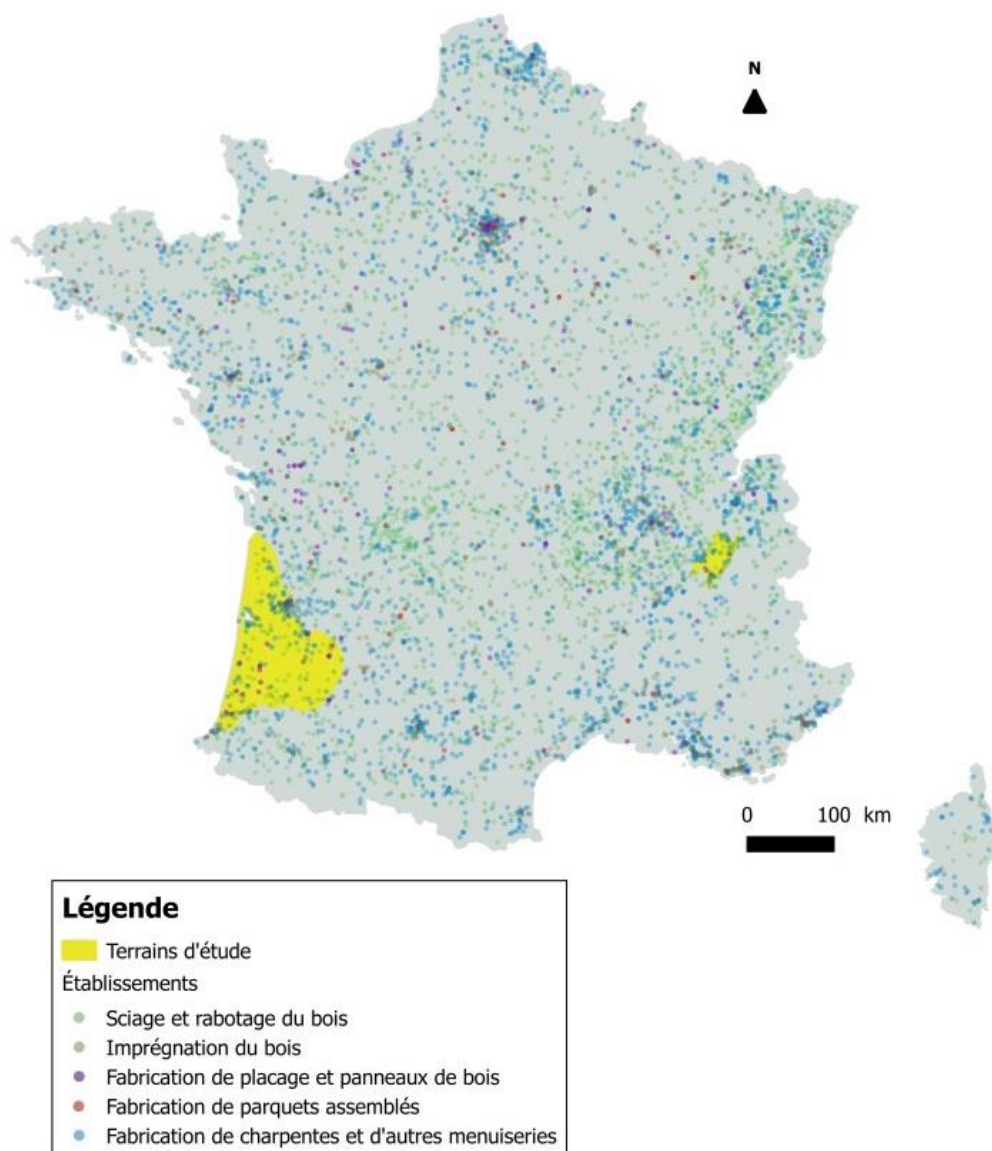 N
0 100 km
Légende
Terrains d'étude
Établissements
Sciage et rabotage du bois
Imprégnation du bois
Fabrication de placage et panneaux de bois
Fabrication de parquets assemblés
Fabrication de charpentes et d'autres menuiseries